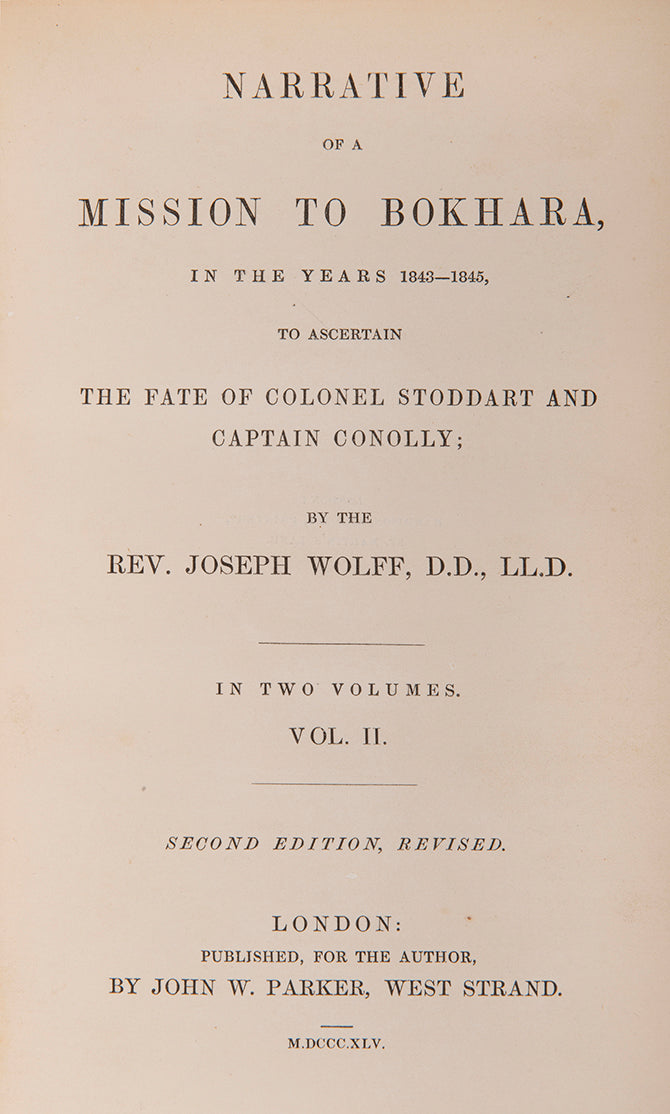 NARRATIVE
OF A
MISSION TO BOKHARA,
IN THE YEARS 1843—1845,
TO ASCERTAIN
THE FATE OF COLONEL STODDART AND
CAPTAIN CONOLLY;
BY THE
REV. JOSEPH WOLFF, D.D., LL.D.
IN TWO VOLUMES.
VOL. II.
SECOND EDITION, REVISED.
LONDON:
PUBLISHED, FOR THE AUTHOR,
BY JOHN W. PARKER, WEST STRAND.
M.DCCC.XLV.